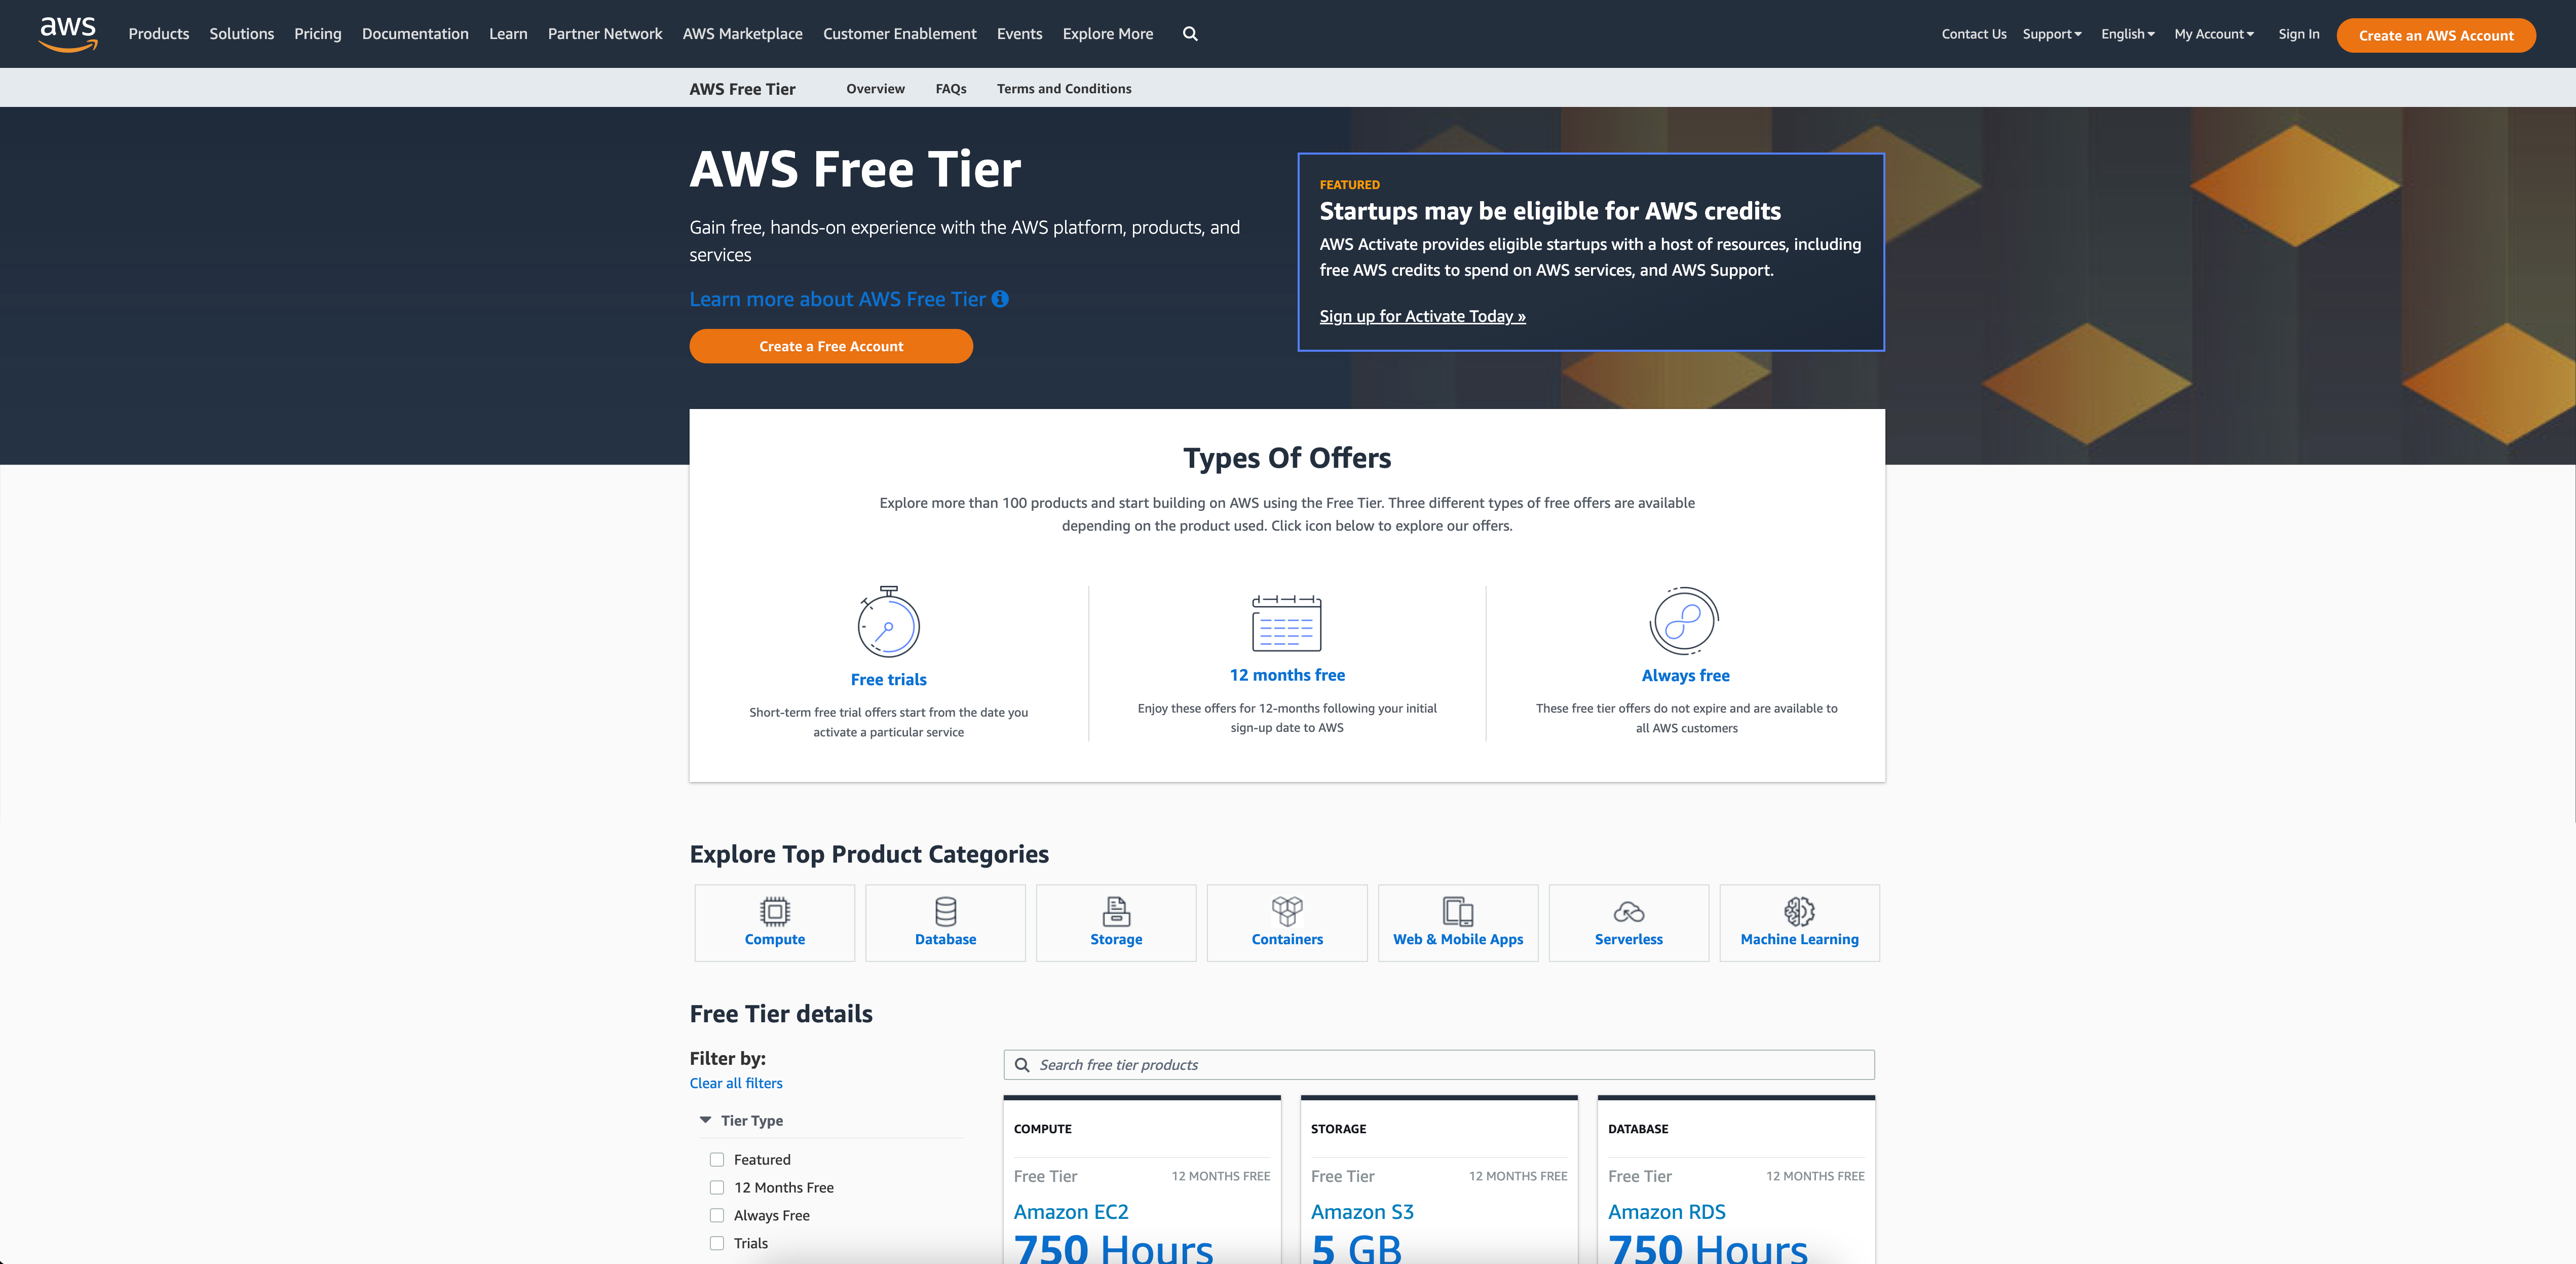 aws
Products Solutions Pricing Documentation Learn Partner Network AWS Marketplace Customer Enablement Events Explore More
Contact Us Support English My Account Sign In Create an AWS Account
AWS Free Tier Overview FAQs Terms and Conditions
AWS Free Tier
Gain free, hands-on experience with the AWS platform, products, and
services
Learn more about AWS Free Tier
Create a Free Account
FEATURED
Startups may be eligible for AWS credits
AWS Activate provides eligible startups with a host of resources, including
free AWS credits to spend on AWS services, and AWS Support.
Sign up for Activate Today »
Types Of Offers
Explore more than 100 products and start building on AWS using the Free Tier. Three different types of free offers are available
depending on the product used. Click icon below to explore our offers.
Free trials
Short-term free trial offers start from the date you
activate a particular service
12 months free
Enjoy these offers for 12-months following your initial
sign-up date to AWS
Always free
These free tier offers do not expire and are available to
all AWS customers
Explore Top Product Categories
Compute
Database
Storage
Containers
Web & Mobile Apps
Serverless
Machine Learning
Free Tier details
Filter by:
Clear all filters
Tier Type
Featured
12 Months Free
Always Free
Trials
Search free tier products
COMPUTE
Free Tier 12 MONTHS FREE
Amazon EC2
750 Hours
STORAGE
Free Tier 12 MONTHS FREE
Amazon S3
5 GB
DATABASE
Free Tier 12 MONTHS FREE
Amazon RDS
750 Hours